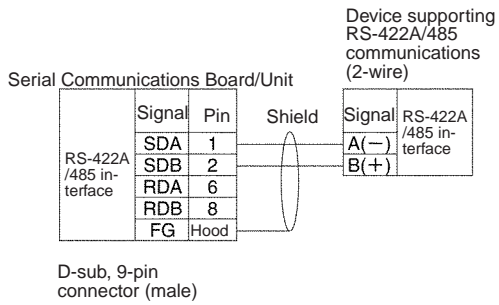 Device supporting
RS-422A/485
communications
(2-wire)
Serial Communications Board/Unit
Signal Pin Shield Signal
RS-422A
/485 in-
terface
SDA 1 A(−)
SDB 2 B(+)
RS-422A
/485 in-
terface
RDA 6
RDB 8
FG Hood
D-sub, 9-pin
connector (male)